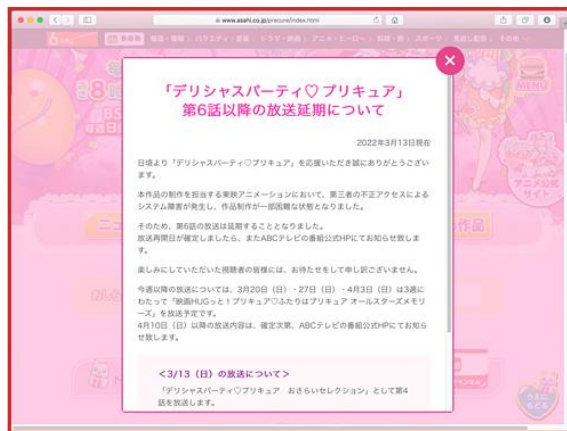 www.asahi.co.jp/precure/index.html
番組表
MENU
「デリシャスパーティ♡プリキュア」
第6話以降の放送延期について
2022年3月13日現在
日頃より「デリシャスパーティ♡プリキュア」を応援いただき誠にありがとうござい
ます。
本作品の制作を担当する東映アニメーションにおいて、第三者の不正アクセスによる
システム障害が発生し、作品制作が一部困難な状態となりました。
そのため、第6話の放送は延期することとなりました。
放送再開日が確定しましたら、またABCテレビの番組公式HPにてお知らせ致しま
す。
楽しみにしていただいた視聴者の皆様には、お待たせをして申し訳ございません。
今週以降の放送については、3月20日（日）・27日（日）・4月3日（日）は3週に
わたって『映画HUGっと！プリキュア♡ふたりはプリキュア オールスターズメモリ
ーズ』を放送予定です。
4月10日（日）以降の放送内容は、確定次第、ABCテレビの番組公式HPにてお知ら
せ致します。
＜3/13（日）の放送について＞
「デリシャスパーティ♡プリキュア　おさらいセレクション」として第4
話を放送します。
アニメ公式
サイト
作品
うえに
もどる